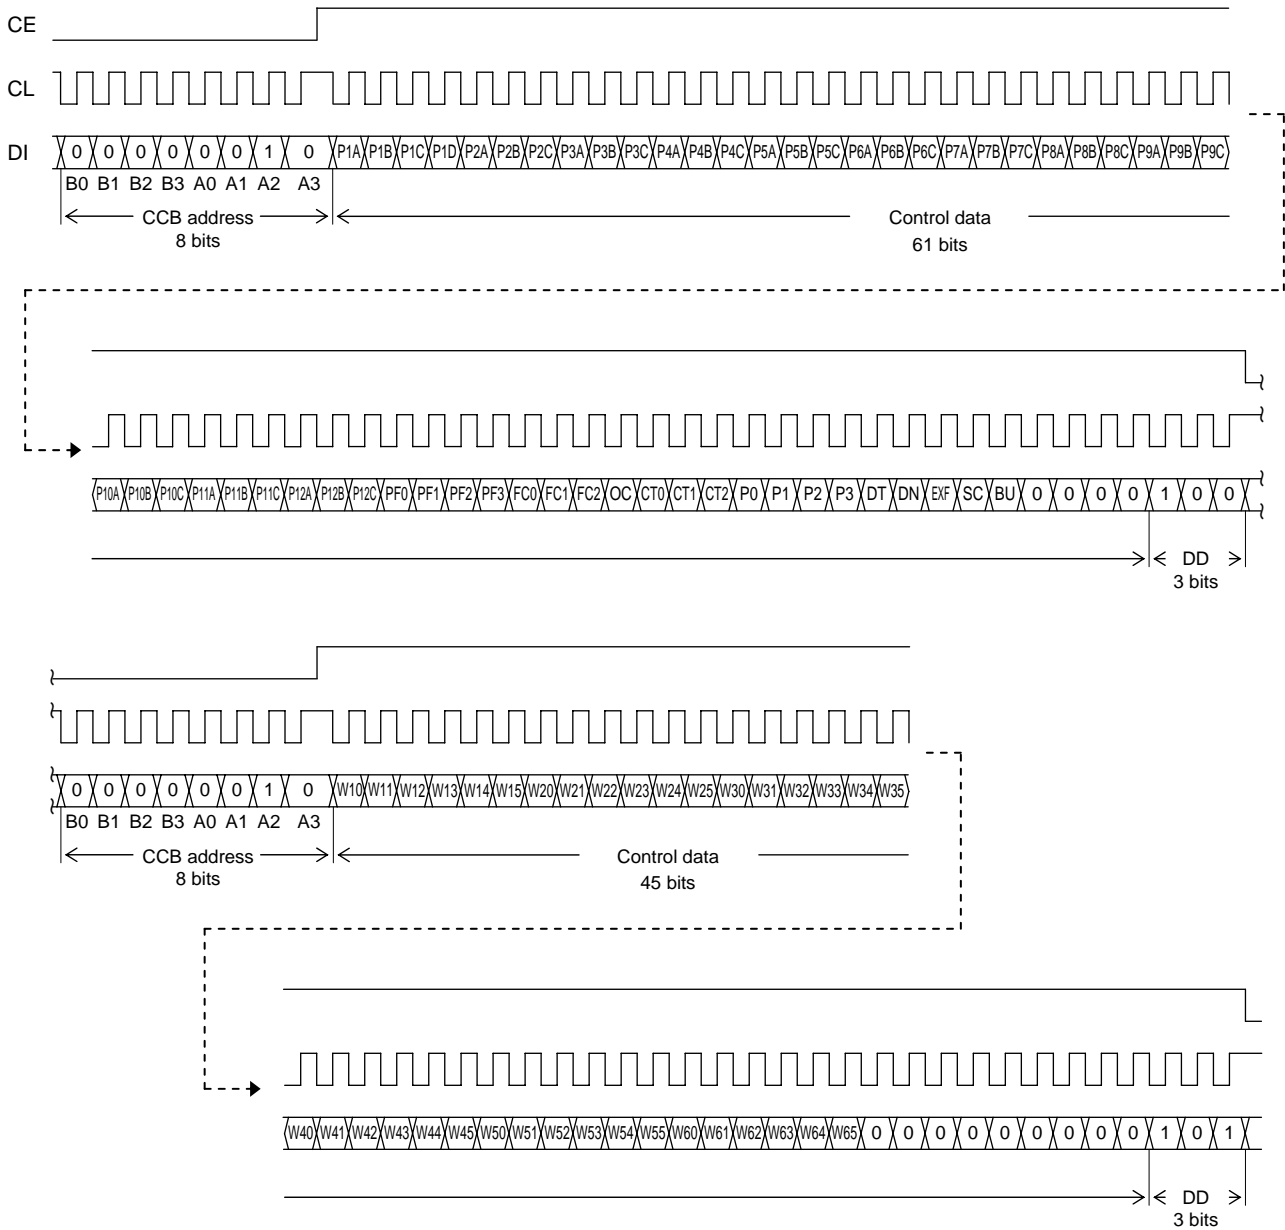 CE
CL
DI 0 0 0 0 0 0 1 0 P1A P1B P1C P1D P2A P2B P2C P3A P3B P3C P4A P4B P4C P5A P5B P5C P6A P6B P6C P7A P7B P7C P8A P8B P8C P9A P9B P9C
B0 B1 B2 B3 A0 A1 A2 A3
CCB address Control data
8 bits 61 bits
P10A P10B P10C P11A P11B P11C P12A P12B P12C PF0 PF1 PF2 PF3 FC0 FC1 FC2 OC CT0 CT1 CT2 P0 P1 P2 P3 DT DN EXF SC BU 0 0 0 0 1 0 0
DD
3 bits
0 0 0 0 0 0 1 0 W10 W11 W12 W13 W14 W15 W20 W21 W22 W23 W24 W25 W30 W31 W32 W33 W34 W35
B0 B1 B2 B3 A0 A1 A2 A3
CCB address Control data
8 bits 45 bits
W40 W41 W42 W43 W44 W45 W50 W51 W52 W53 W54 W55 W60 W61 W62 W63 W64 W65 0 0 0 0 0 0 0 0 0 1 0 1
DD
3 bits